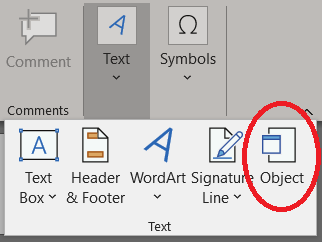 Comment
Text
Symbols
Comments
Text Box
Header & Footer
WordArt
Signature Line
Object
Text